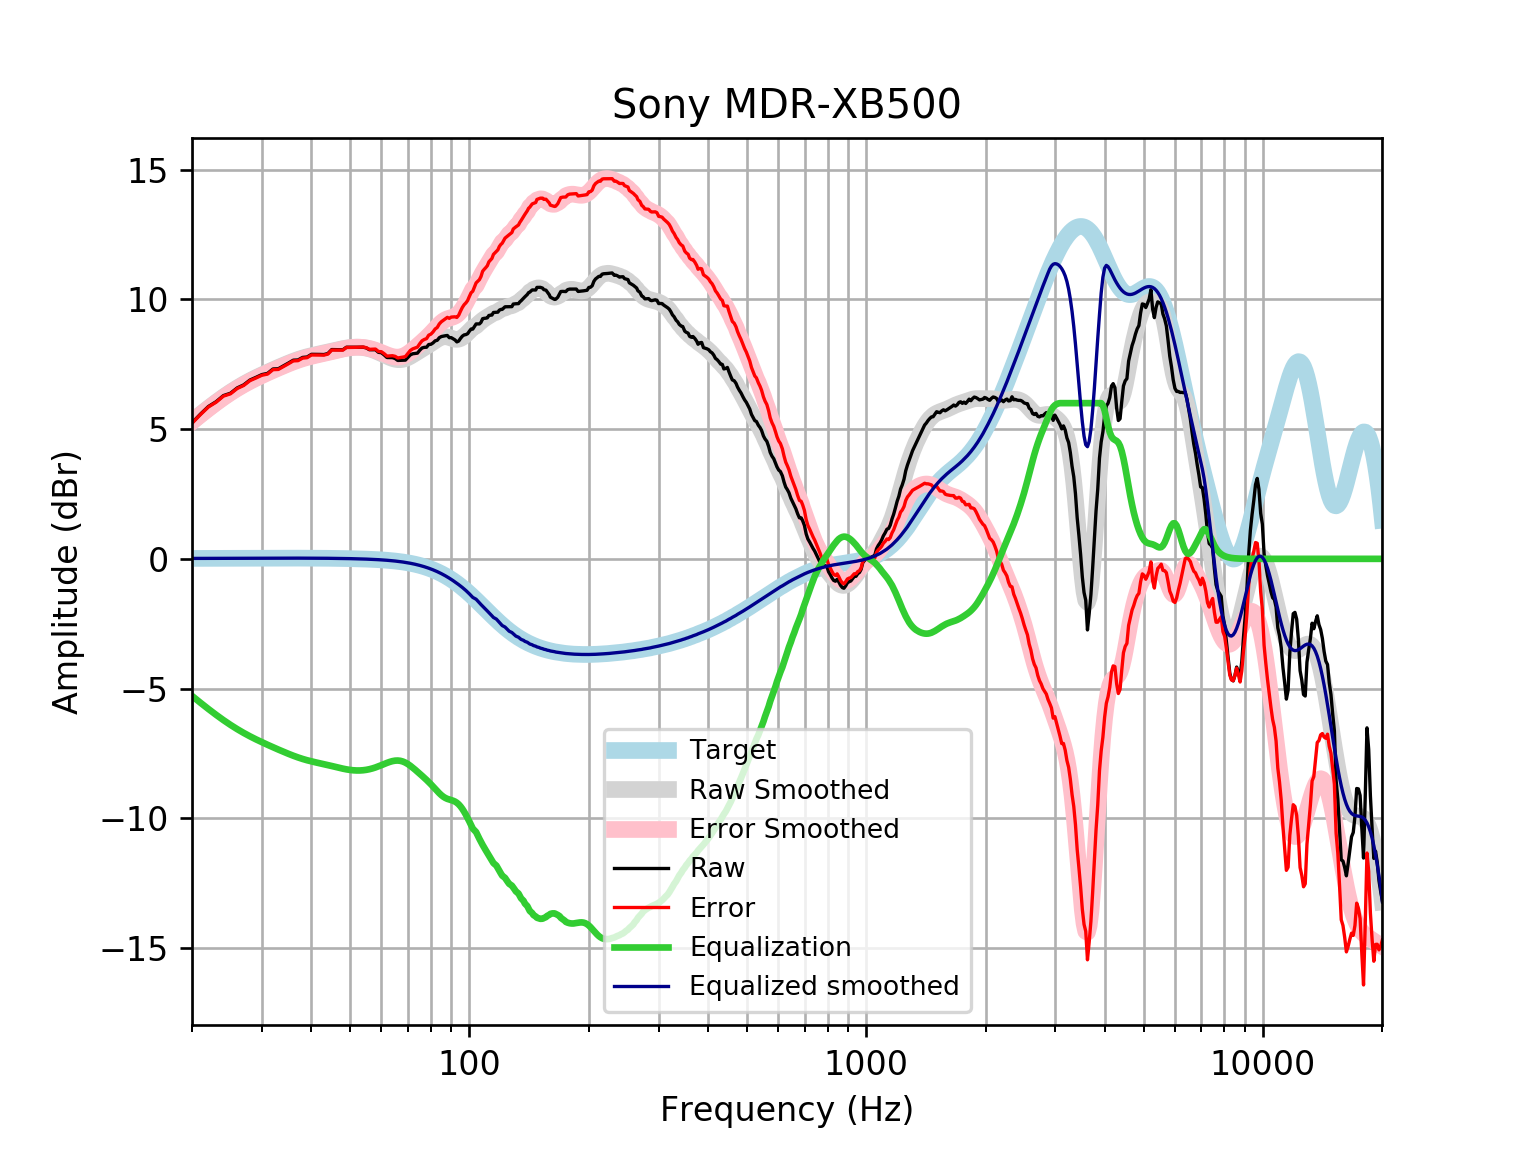 Sony MDR-XB500
15
10
5
0
−5
−10
−15
Amplitude (dBr)
Target
Raw Smoothed
Error Smoothed
Raw
Error
Equalization
Equalized smoothed
100
1000
10000
Frequency (Hz)